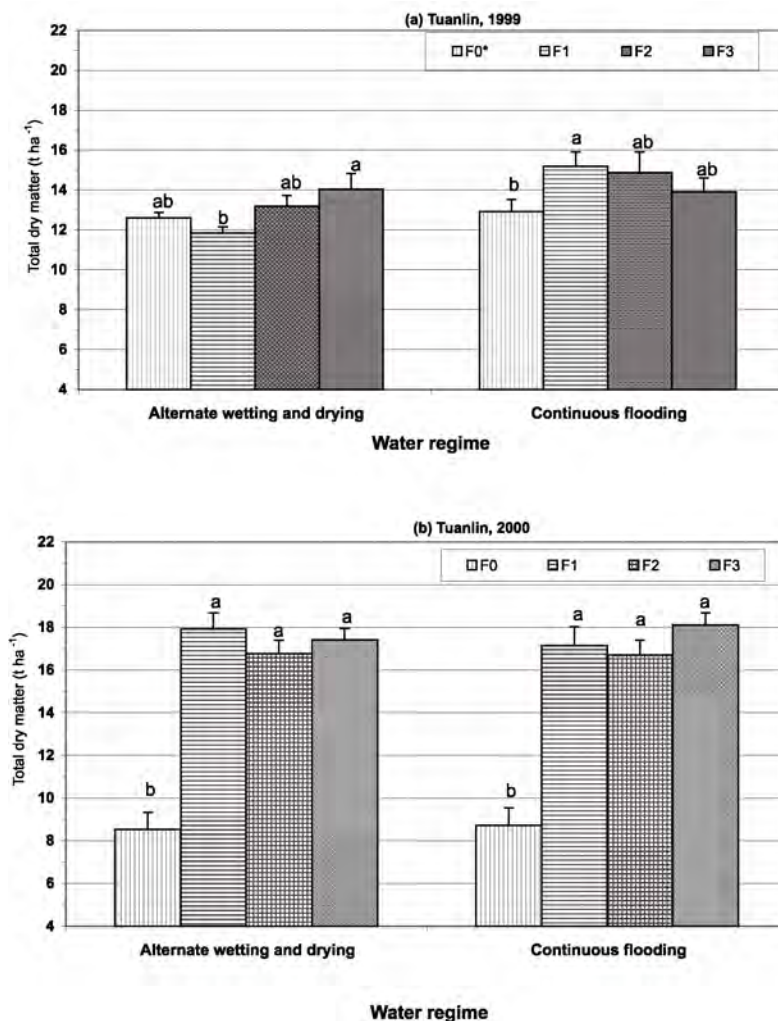 (a) Tuanlin, 1999
22
20
18
16
14
12
10
8
6
4
Total dry matter (t ha⁻¹)
F0* F1 F2 F3
ab b ab a
b a ab ab
Alternate wetting and drying Continuous flooding
Water regime
(b) Tuanlin, 2000
22
20
18
16
14
12
10
8
6
4
Total dry matter (t ha⁻¹)
F0 F1 F2 F3
b a a a
b a a a
Alternate wetting and drying Continuous flooding
Water regime